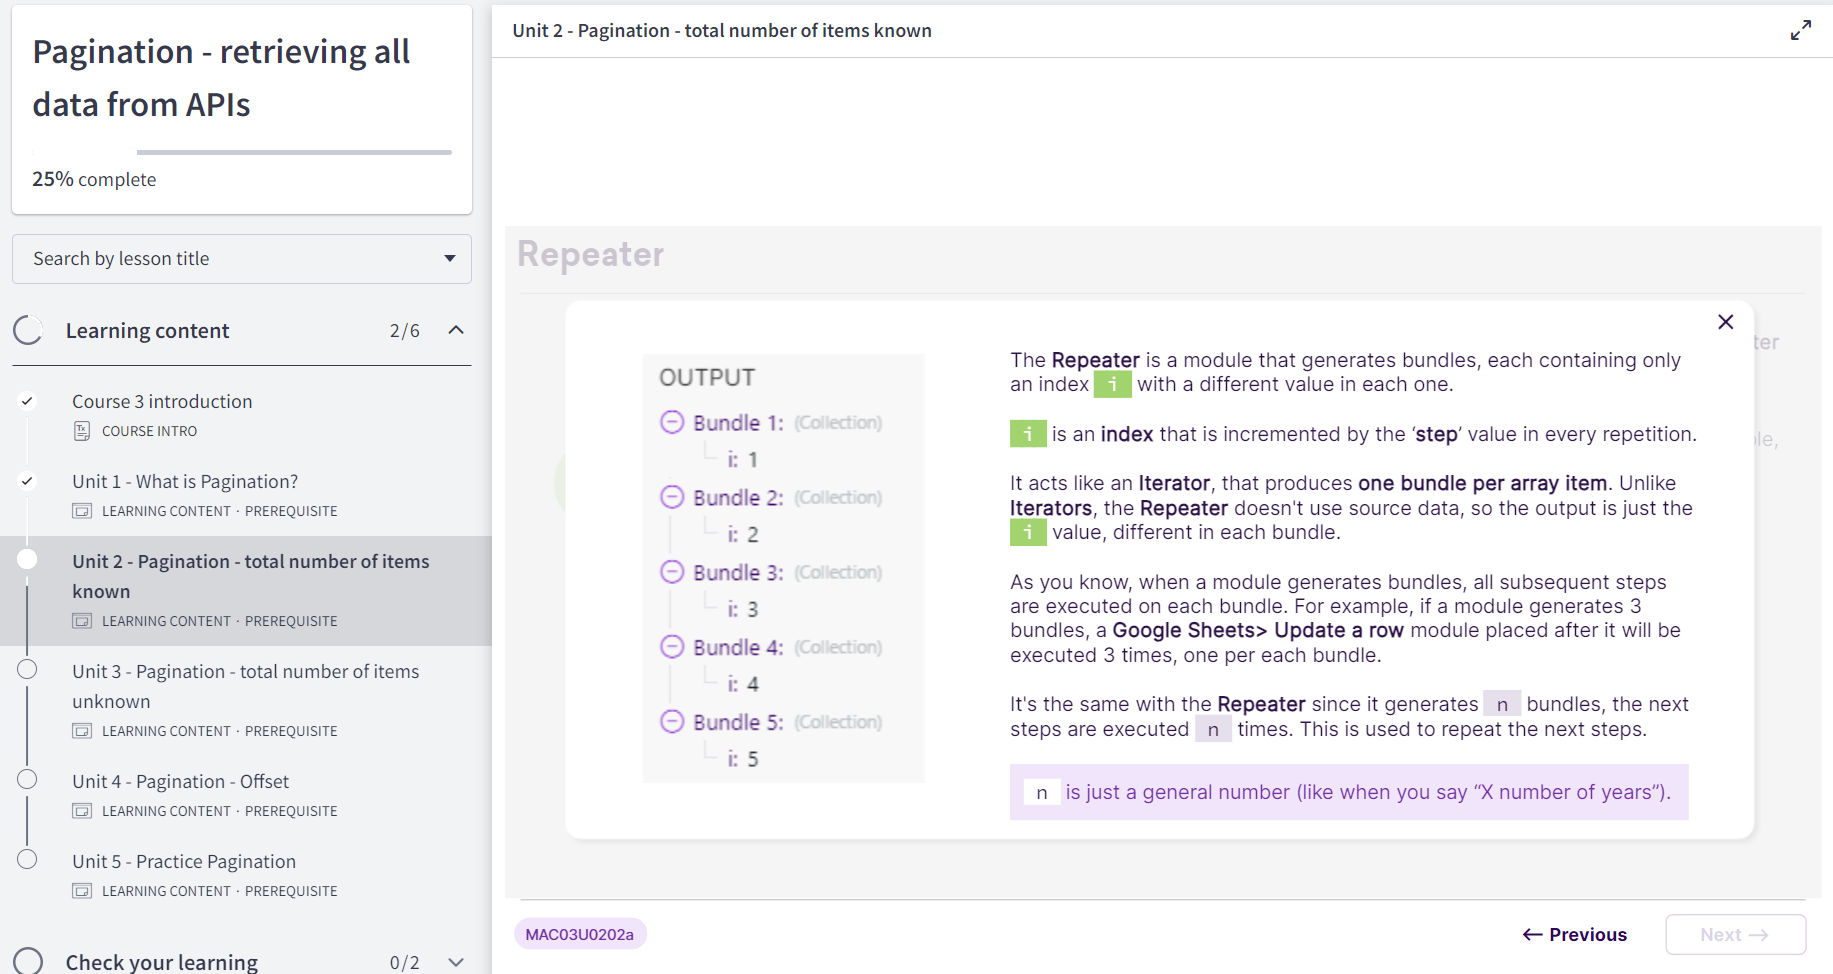 Pagination - retrieving all
data from APIs
25% complete
Search by lesson title
Learning content 2/6
Course 3 introduction
COURSE INTRO
Unit 1 - What is Pagination?
LEARNING CONTENT · PREREQUISITE
Unit 2 - Pagination - total number of items
known
LEARNING CONTENT · PREREQUISITE
Unit 3 - Pagination - total number of items
unknown
LEARNING CONTENT · PREREQUISITE
Unit 4 - Pagination - Offset
LEARNING CONTENT · PREREQUISITE
Unit 5 - Practice Pagination
LEARNING CONTENT · PREREQUISITE
Check your learning 0/2
Unit 2 - Pagination - total number of items known
Repeater
OUTPUT
Bundle 1: (Collection)
i: 1
Bundle 2: (Collection)
i: 2
Bundle 3: (Collection)
i: 3
Bundle 4: (Collection)
i: 4
Bundle 5: (Collection)
i: 5
The Repeater is a module that generates bundles, each containing only
an index i with a different value in each one.
i is an index that is incremented by the ‘step’ value in every repetition.
It acts like an Iterator, that produces one bundle per array item. Unlike
Iterators, the Repeater doesn't use source data, so the output is just the
i value, different in each bundle.
As you know, when a module generates bundles, all subsequent steps
are executed on each bundle. For example, if a module generates 3
bundles, a Google Sheets> Update a row module placed after it will be
executed 3 times, one per each bundle.
It's the same with the Repeater since it generates n bundles, the next
steps are executed n times. This is used to repeat the next steps.
n is just a general number (like when you say “X number of years”).
MAC03U0202a
← Previous
Next →